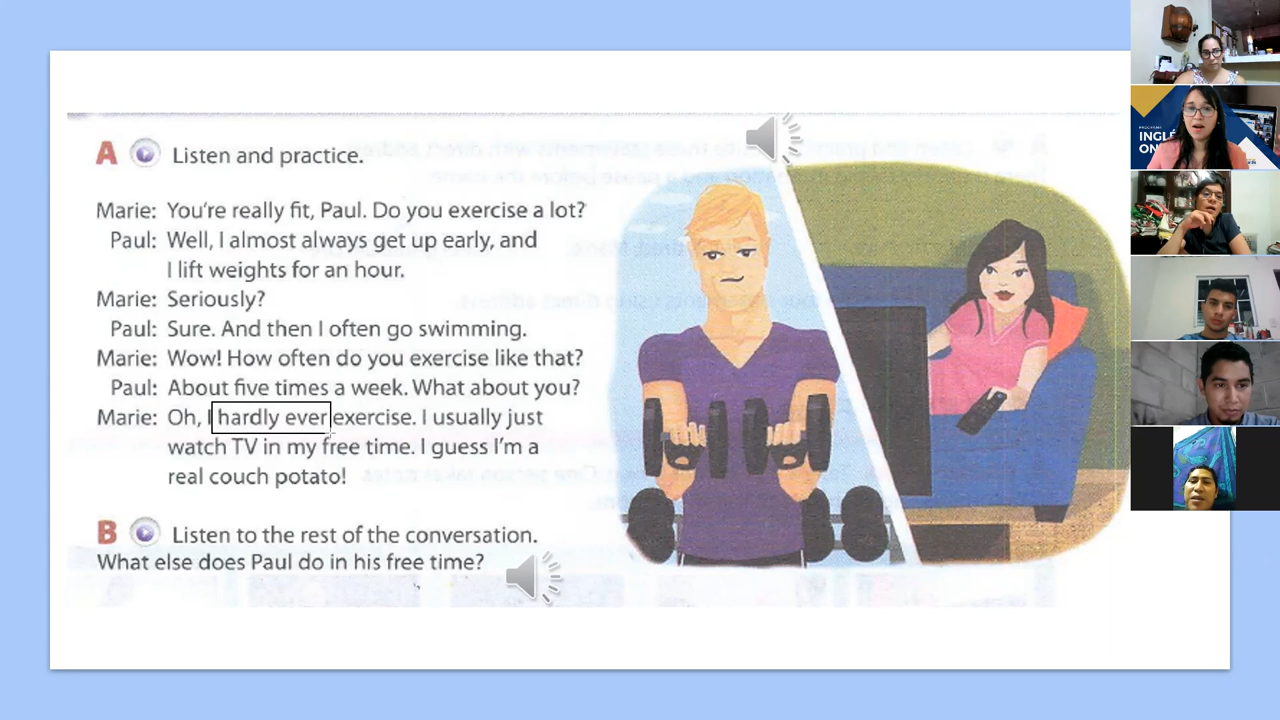 A Listen and practice.
Marie: You're really fit, Paul. Do you exercise a lot?
Paul: Well, I almost always get up early, and
I lift weights for an hour.
Marie: Seriously?
Paul: Sure. And then I often go swimming.
Marie: Wow! How often do you exercise like that?
Paul: About five times a week. What about you?
Marie: Oh, I hardly ever exercise. I usually just
watch TV in my free time. I guess I'm a
real couch potato!
B Listen to the rest of the conversation.
What else does Paul do in his free time?